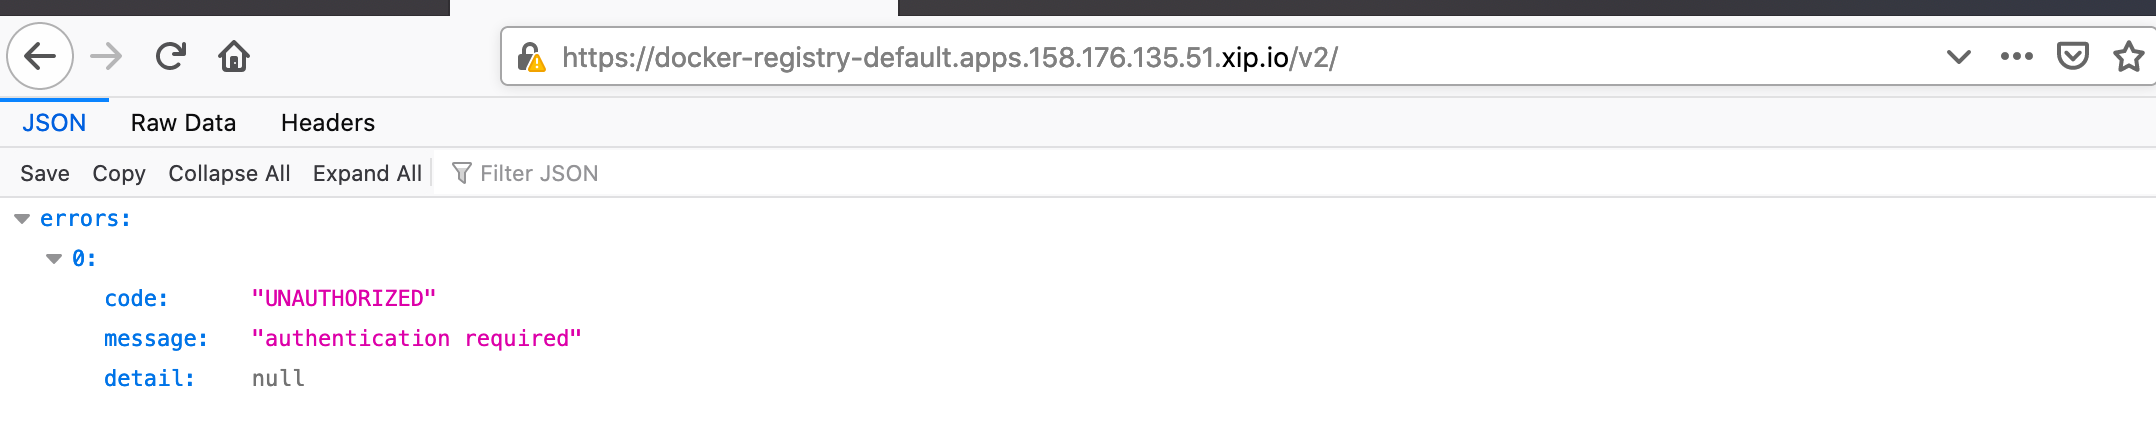 https://docker-registry-default.apps.158.176.135.51.xip.io/v2/
JSON Raw Data Headers
Save Copy Collapse All Expand All Filter JSON
errors:
0:
code: "UNAUTHORIZED"
message: "authentication required"
detail: null